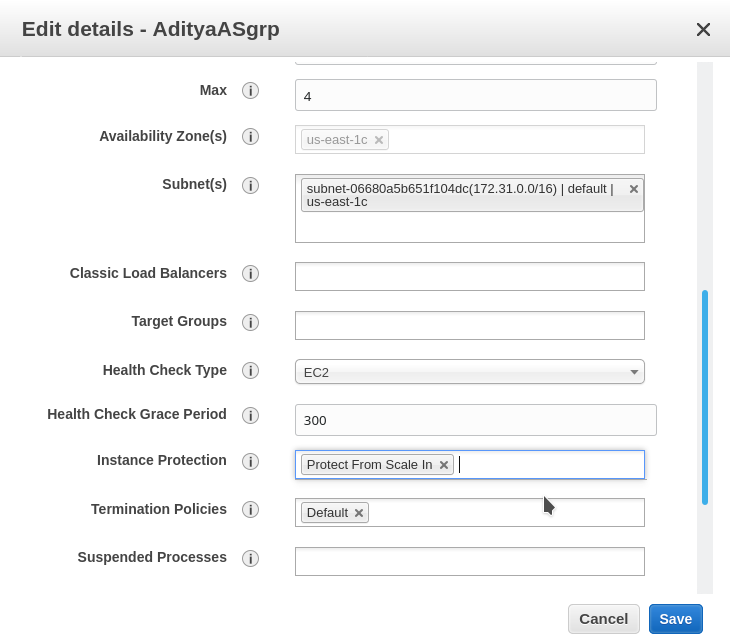 Edit details - AdityaASgrp
Max
4
Availability Zone(s)
us-east-1c
Subnet(s)
subnet-06680a5b651f104dc(172.31.0.0/16) | default |
us-east-1c
Classic Load Balancers
Target Groups
Health Check Type
EC2
Health Check Grace Period
300
Instance Protection
Protect From Scale In
Termination Policies
Default
Suspended Processes
Cancel
Save